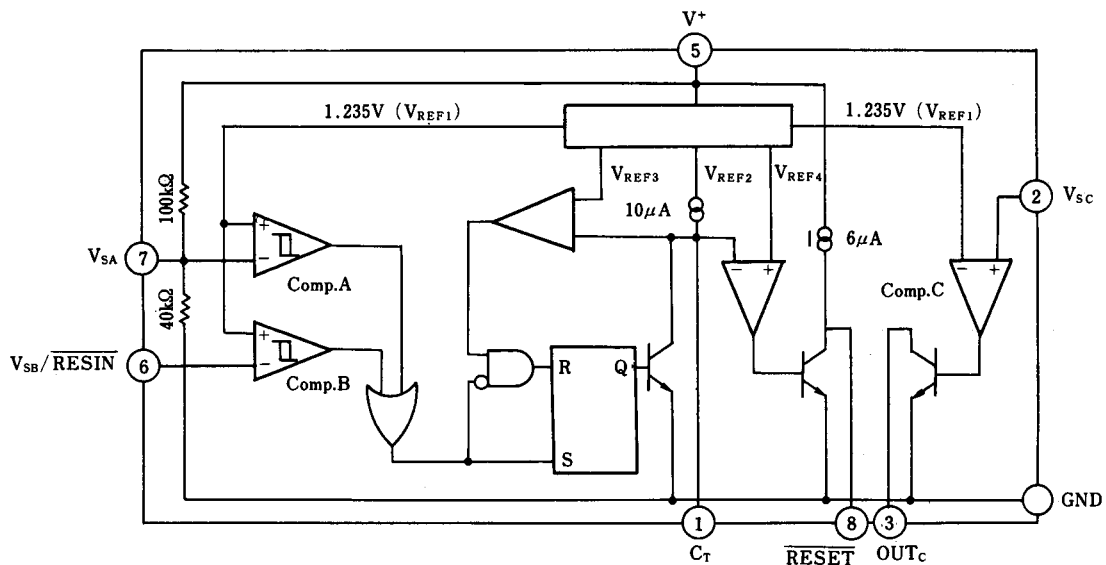 V+
5
1.235V (VREF1)
1.235V (VREF1)
VREF3
VREF2
VREF4
10μA
100kΩ
2
VSC
6μA
+
−
Comp.A
VSA
7
−
+
−
+
Comp.C
40kΩ
+
−
Comp.B
VSB/RESIN
6
R
Q
S
GND
1
8
3
CT
RESET
OUTC